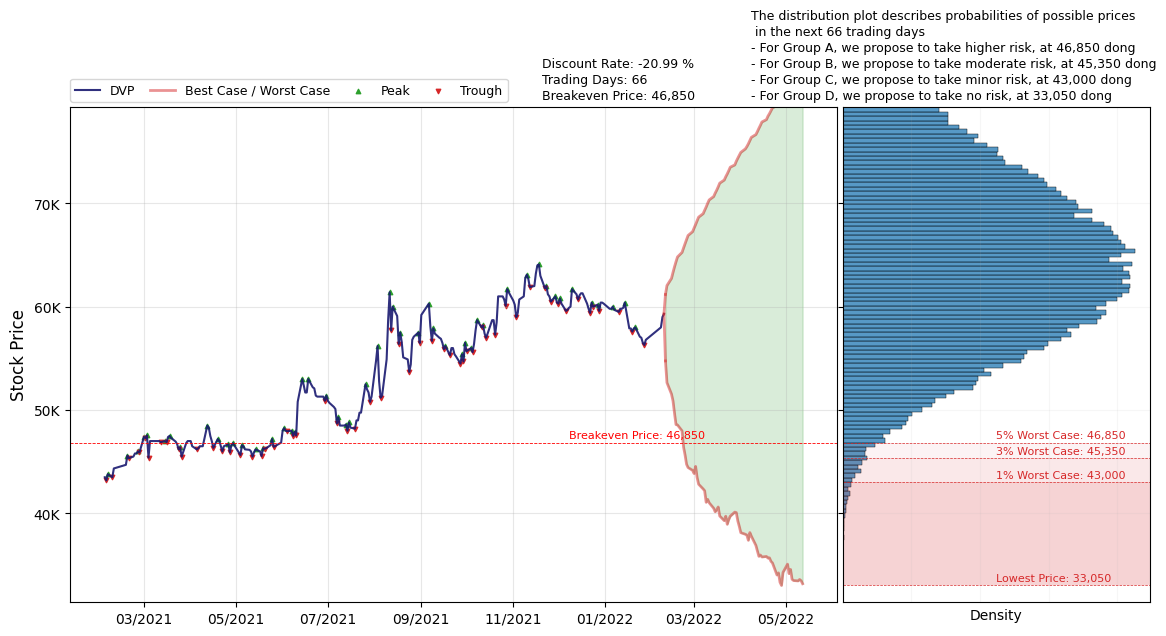 The distribution plot describes probabilities of possible prices
in the next 66 trading days
- For Group A, we propose to take higher risk, at 46,850 dong
- For Group B, we propose to take moderate risk, at 45,350 dong
- For Group C, we propose to take minor risk, at 43,000 dong
- For Group D, we propose to take no risk, at 33,050 dong
Discount Rate: -20.99 %
Trading Days: 66
Breakeven Price: 46,850
DVP
Best Case / Worst Case
Peak
Trough
Stock Price
70K
60K
50K
40K
Breakeven Price: 46,850
5% Worst Case: 46,850
3% Worst Case: 45,350
1% Worst Case: 43,000
Lowest Price: 33,050
03/2021
05/2021
07/2021
09/2021
11/2021
01/2022
03/2022
05/2022
Density